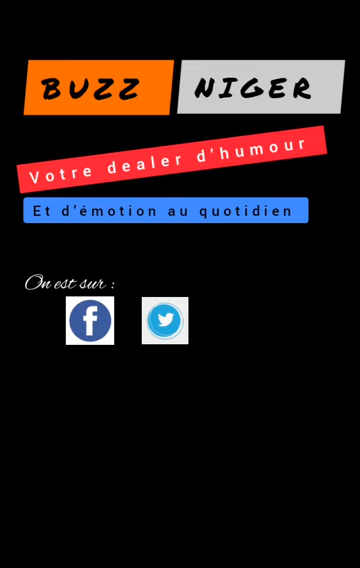 BUZZ NIGER
Votre dealer d'humour
Et d'émotion au quotidien
On est sur :